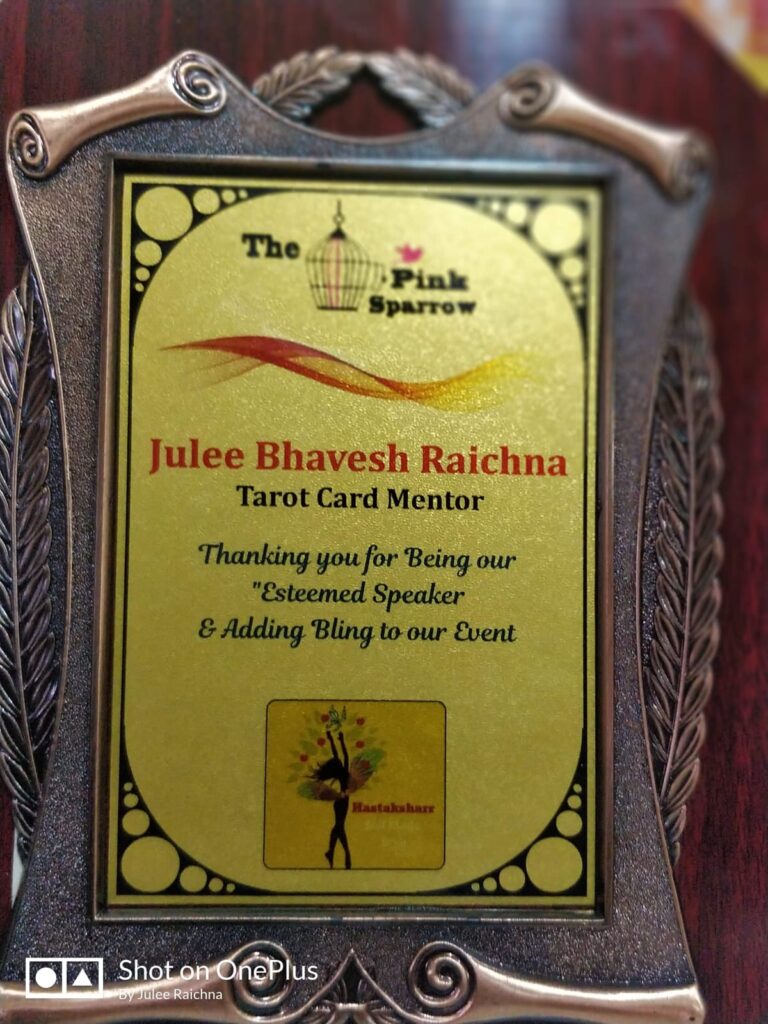 The Pink
Sparrow
Julee Bhavesh Raichna
Tarot Card Mentor
Thanking you for Being our
"Esteemed Speaker
& Adding Bling to our Event
Hastaksharr
Shot on OnePlus
By Julee Raichna